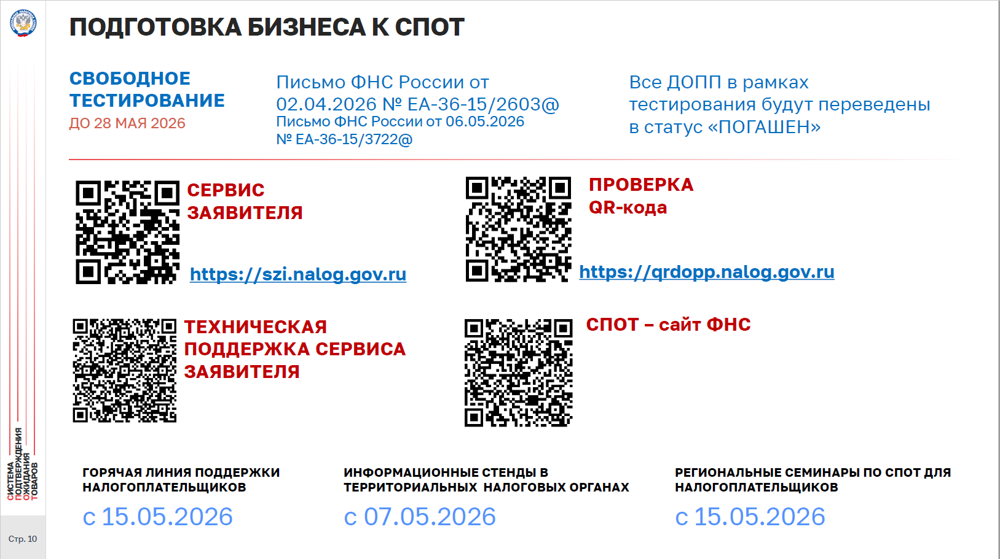 ПОДГОТОВКА БИЗНЕСА К СПОТ
СВОБОДНОЕ
ТЕСТИРОВАНИЕ
ДО 28 МАЯ 2026
Письмо ФНС России от
02.04.2026 № ЕА-36-15/2603@
Письмо ФНС России от 06.05.2026
№ ЕА-36-15/3722@
Все ДОПП в рамках
тестирования будут переведены
в статус «ПОГАШЕН»
СЕРВИС
ЗАЯВИТЕЛЯ
https://szi.nalog.gov.ru
ПРОВЕРКА
QR-кода
https://qrdopp.nalog.gov.ru
ТЕХНИЧЕСКАЯ
ПОДДЕРЖКА СЕРВИСА
ЗАЯВИТЕЛЯ
СПОТ – сайт ФНС
ГОРЯЧАЯ ЛИНИЯ ПОДДЕРЖКИ
НАЛОГОПЛАТЕЛЬЩИКОВ
с 15.05.2026
ИНФОРМАЦИОННЫЕ СТЕНДЫ В
ТЕРРИТОРИАЛЬНЫХ НАЛОГОВЫХ ОРГАНАХ
с 07.05.2026
РЕГИОНАЛЬНЫЕ СЕМИНАРЫ ПО СПОТ ДЛЯ
НАЛОГОПЛАТЕЛЬЩИКОВ
с 15.05.2026
СИСТЕМА
ПОДТВЕРЖДЕНИЯ
ОЖИДАНИЯ
ТОВАРОВ
Стр. 10